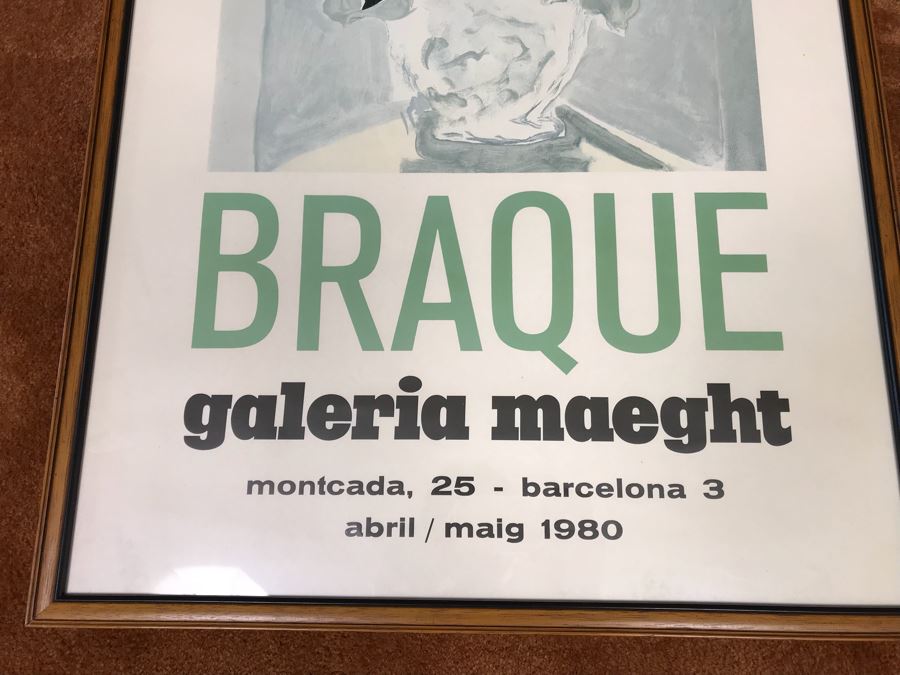 BRAQUE
galeria maeght
montcada, 25 - barcelona 3
abril / maig 1980